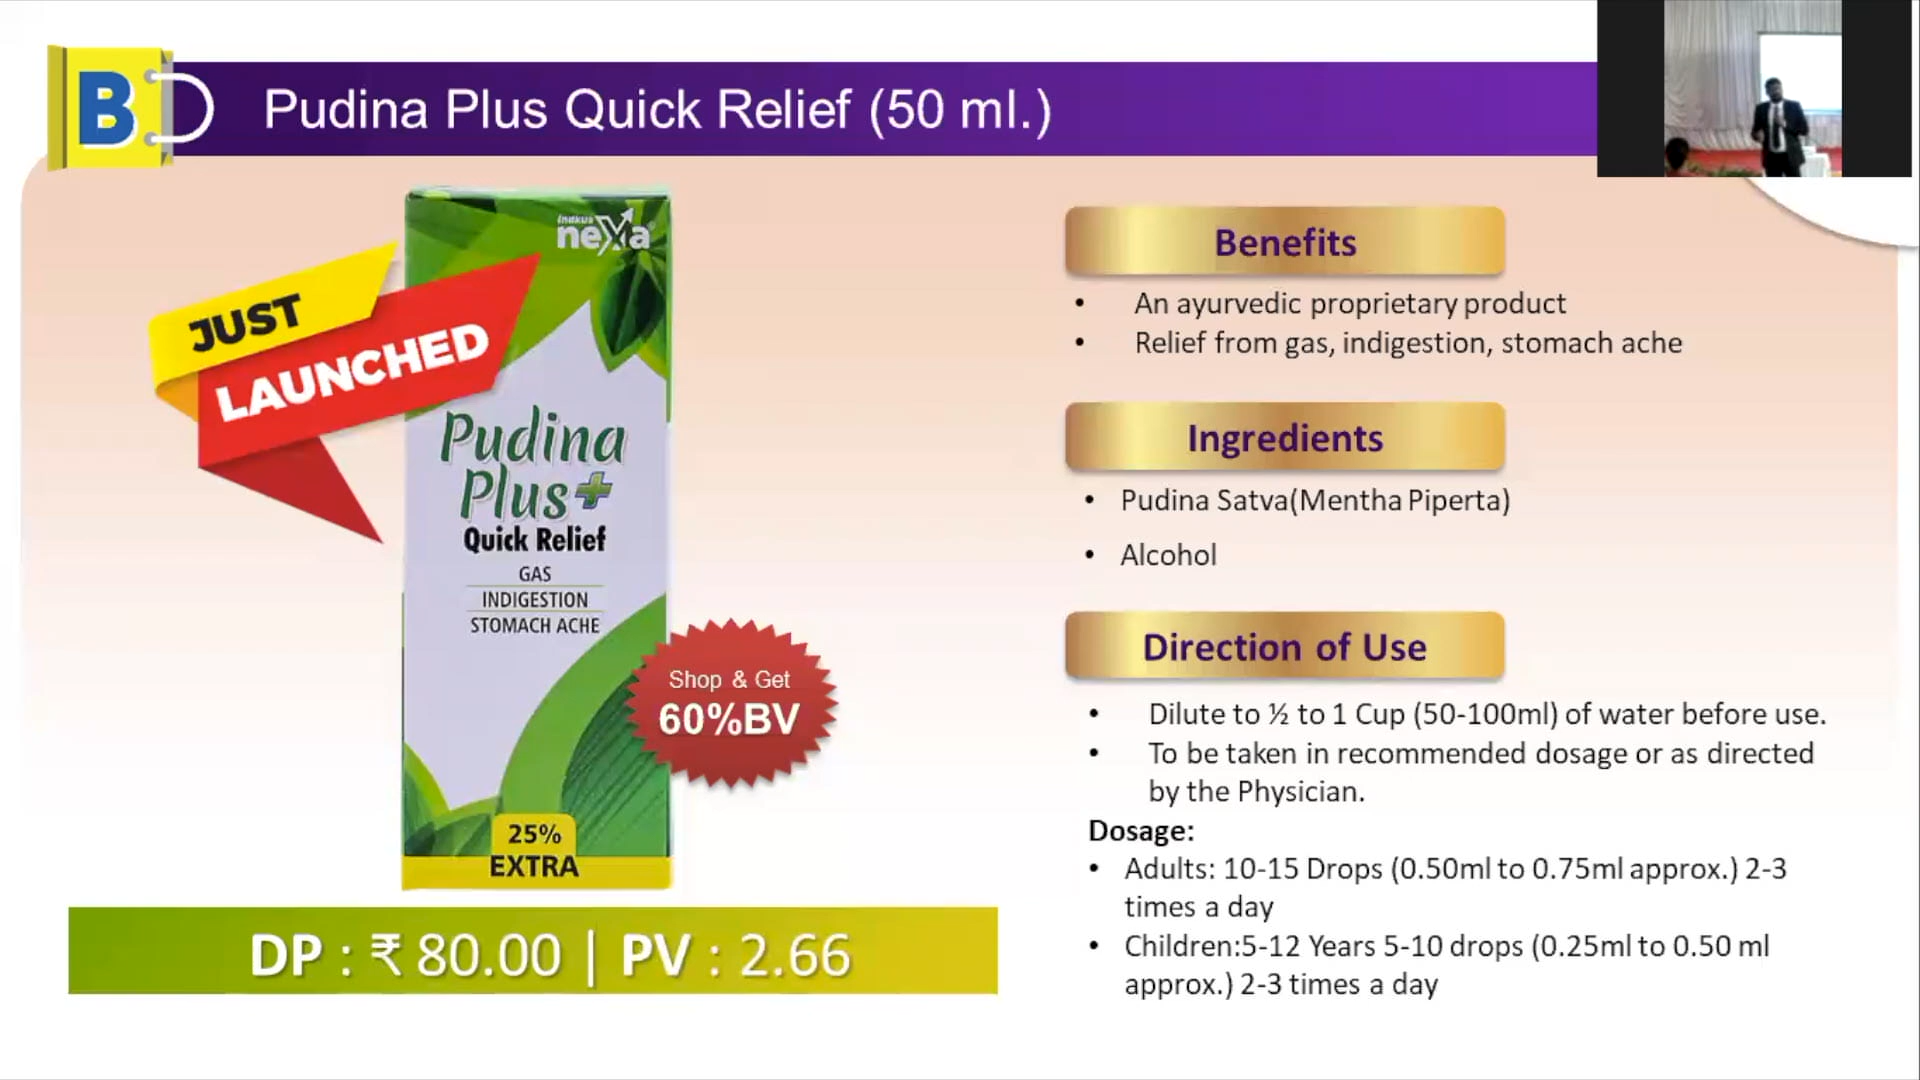 B
Pudina Plus Quick Relief (50 ml.)
indkus
neXa
JUST
LAUNCHED
Pudina
Plus+
Quick Relief
GAS
INDIGESTION
STOMACH ACHE
Shop & Get
60%BV
25%
EXTRA
DP : ₹ 80.00 | PV : 2.66
Benefits
• An ayurvedic proprietary product
• Relief from gas, indigestion, stomach ache
Ingredients
• Pudina Satva(Mentha Piperta)
• Alcohol
Direction of Use
• Dilute to ½ to 1 Cup (50-100ml) of water before use.
• To be taken in recommended dosage or as directed
by the Physician.
Dosage:
• Adults: 10-15 Drops (0.50ml to 0.75ml approx.) 2-3
times a day
• Children:5-12 Years 5-10 drops (0.25ml to 0.50 ml
approx.) 2-3 times a day